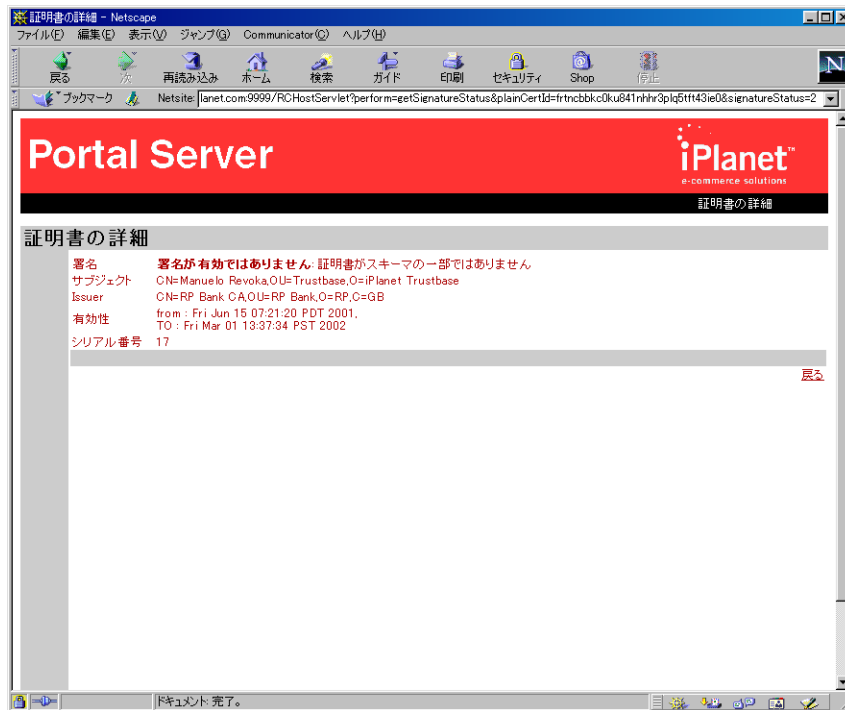 証明書の詳細 - Netscape
ファイル(F) 編集(E) 表示(V) ジャンプ(G) Communicator(C) ヘルプ(H)
戻る 次 再読み込み ホーム 検索 ガイド 印刷 セキュリティ Shop 停止
N
ブックマーク Netsite: lanet.com:9999/RCHostServlet?perform=getSignatureStatus&plainCertId=frtncbbkc0ku841nhhr3plq5tft43ie0&signatureStatus=2
Portal Server
iPlanet™
e-commerce solutions
証明書の詳細
証明書の詳細
署名 署名が有効ではありません: 証明書がスキーマの一部ではありません
サブジェクト CN=Manuelo Revoka,OU=Trustbase,O=iPlanet Trustbase
Issuer CN=RP Bank CA,OU=RP Bank,O=RP,C=GB
有効性 from : Fri Jun 15 07:21:20 PDT 2001,
TO : Fri Mar 01 13:37:34 PST 2002
シリアル番号 17
戻る
ドキュメント: 完了。